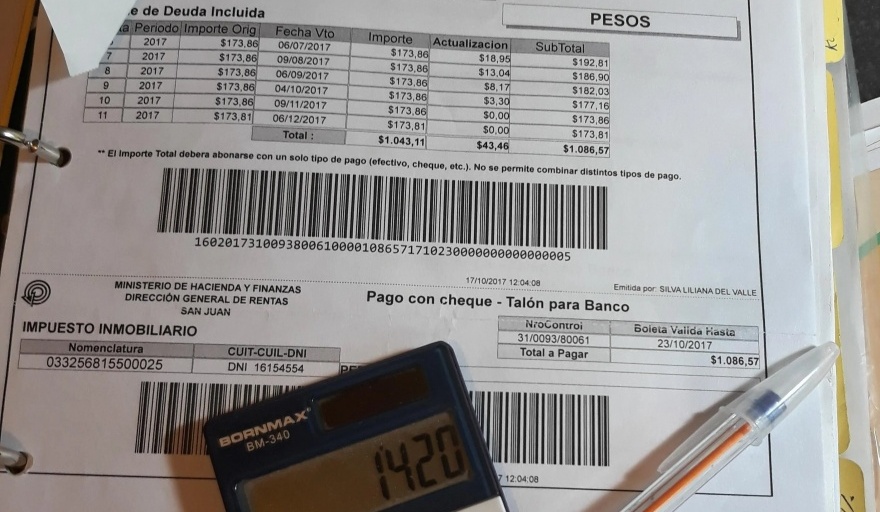 e de Deuda Incluida
PESOS
a Periodo Importe Orig Fecha Vto Importe Actualizacion SubTotal
2017 $173,86 06/07/2017 $173,86 $18,95 $192,81
7 2017 $173,86 09/08/2017 $173,86 $13,04 $186,90
8 2017 $173,86 06/09/2017 $173,86 $8,17 $182,03
9 2017 $173,86 04/10/2017 $173,86 $3,30 $177,16
10 2017 $173,86 09/11/2017 $173,86 $0,00 $173,86
11 2017 $173,81 06/12/2017 $173,81 $0,00 $173,81
Total : $1.043,11 $43,46 $1.086,57
** El Importe Total debera abonarse con un solo tipo de pago (efectivo, cheque, etc.). No se permite combinar distintos tipos de pago.
17/10/2017 12:04:08
Emitida por: SILVA LILIANA DEL VALLE
MINISTERIO DE HACIENDA Y FINANZAS
DIRECCIÓN GENERAL DE RENTAS
SAN JUAN
Pago con cheque - Talón para Banco
IMPUESTO INMOBILIARIO
NroControl Boleta Valida Hasta
31/0093/80061 23/10/2017
Total a Pagar $1.086,57
Nomenclatura CUIT-CUIL-DNI
033256815500025 DNI 16154554
BORNMAX
BM-340
1420
7 12:04:08